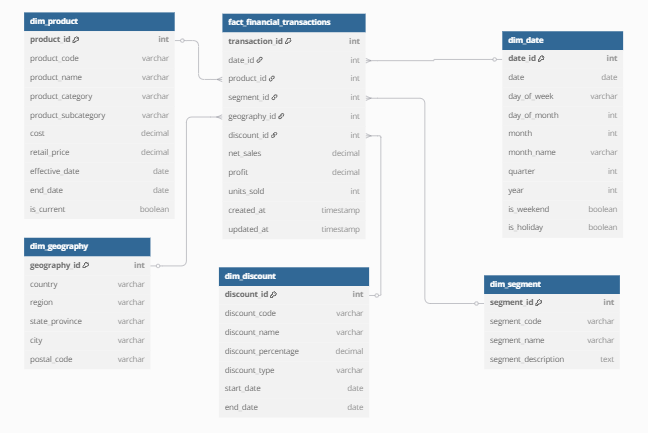 dim_product
product_id int
product_code varchar
product_name varchar
product_category varchar
product_subcategory varchar
cost decimal
retail_price decimal
effective_date date
end_date date
is_current boolean
fact_financial_transactions
transaction_id int
date_id int
product_id int
segment_id int
geography_id int
discount_id int
net_sales decimal
profit decimal
units_sold int
created_at timestamp
updated_at timestamp
dim_date
date_id int
date date
day_of_week varchar
day_of_month int
month int
month_name varchar
quarter int
year int
is_weekend boolean
is_holiday boolean
dim_geography
geography_id int
country varchar
region varchar
state_province varchar
city varchar
postal_code varchar
dim_discount
discount_id int
discount_code varchar
discount_name varchar
discount_percentage decimal
discount_type varchar
start_date date
end_date date
dim_segment
segment_id int
segment_code varchar
segment_name varchar
segment_description text